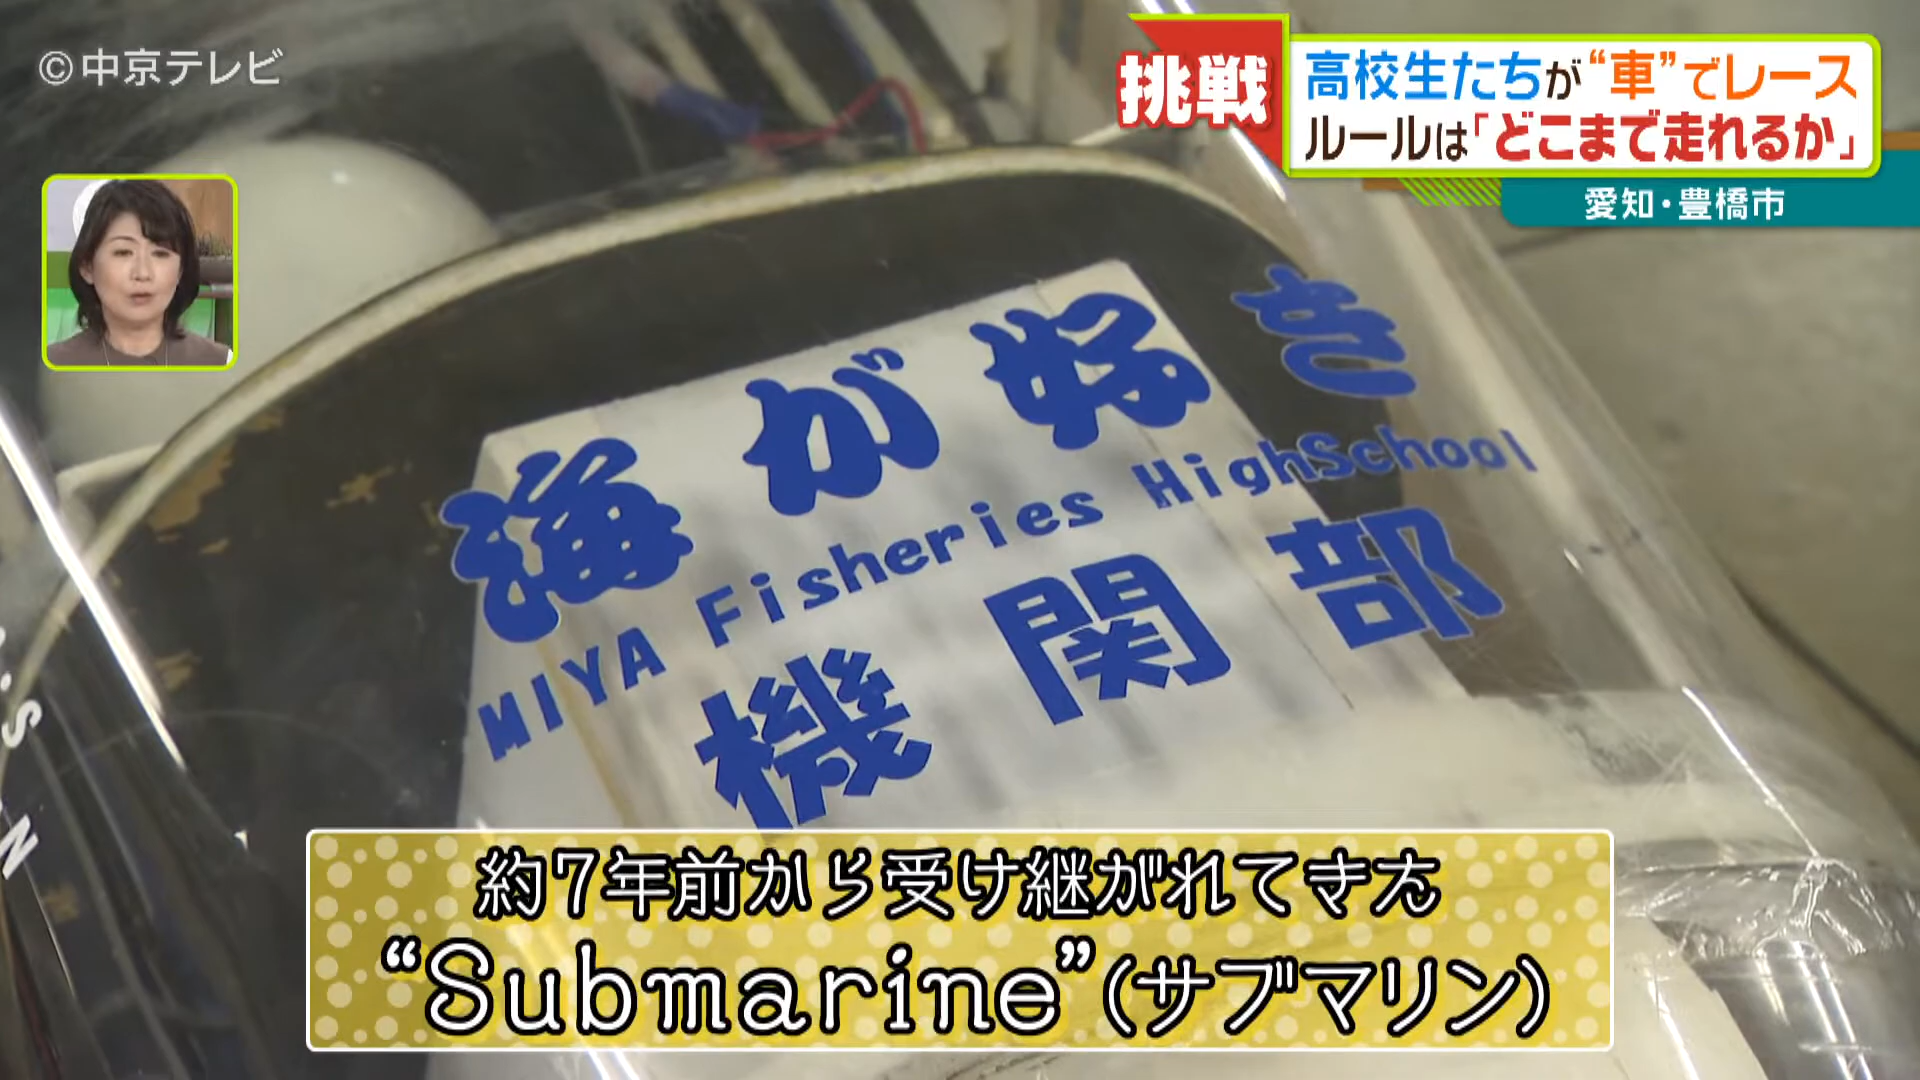 ©中京テレビ
挑戦
高校生たちが“車”でレース
ルールは「どこまで走れるか」
愛知・豊橋市
海が好き
MIYA Fisheries HighSchool
機関部
約7年前から受け継がれてきた
“Submarine”(サブマリン)